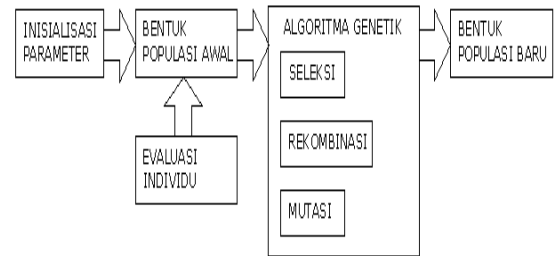 INISIALISASI
PARAMETER
BENTUK
POPULASI AWAL
EVALUASI
INDIVIDU
ALGORITMA GENETIK
SELEKSI
REKOMBINASI
MUTASI
BENTUK
POPULASI BARU